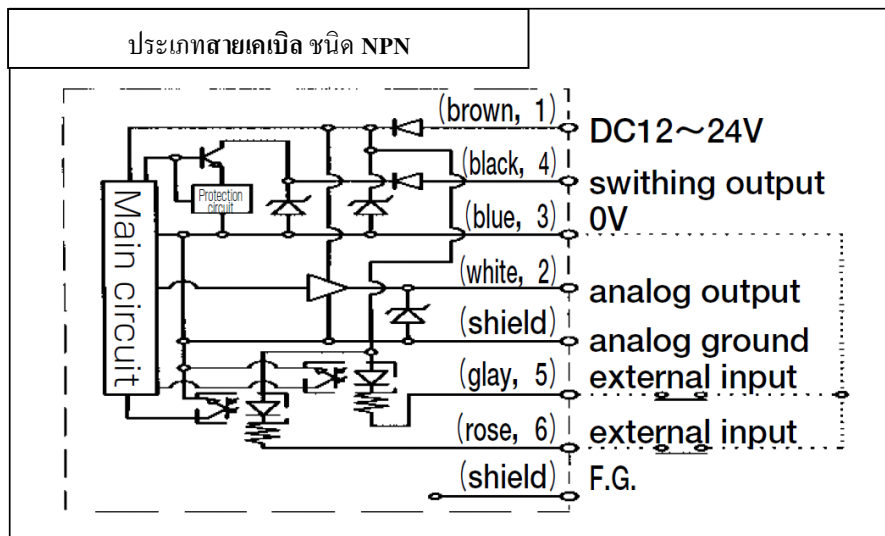 ประเภทสายเคเบิล ชนิด NPN
(brown, 1)
DC12～24V
(black, 4)
swithing output
Protection
circuit
(blue, 3)
0V
Main circuit
(white, 2)
analog output
(shield)
analog ground
(glay, 5)
external input
(rose, 6)
external input
(shield)
F.G.